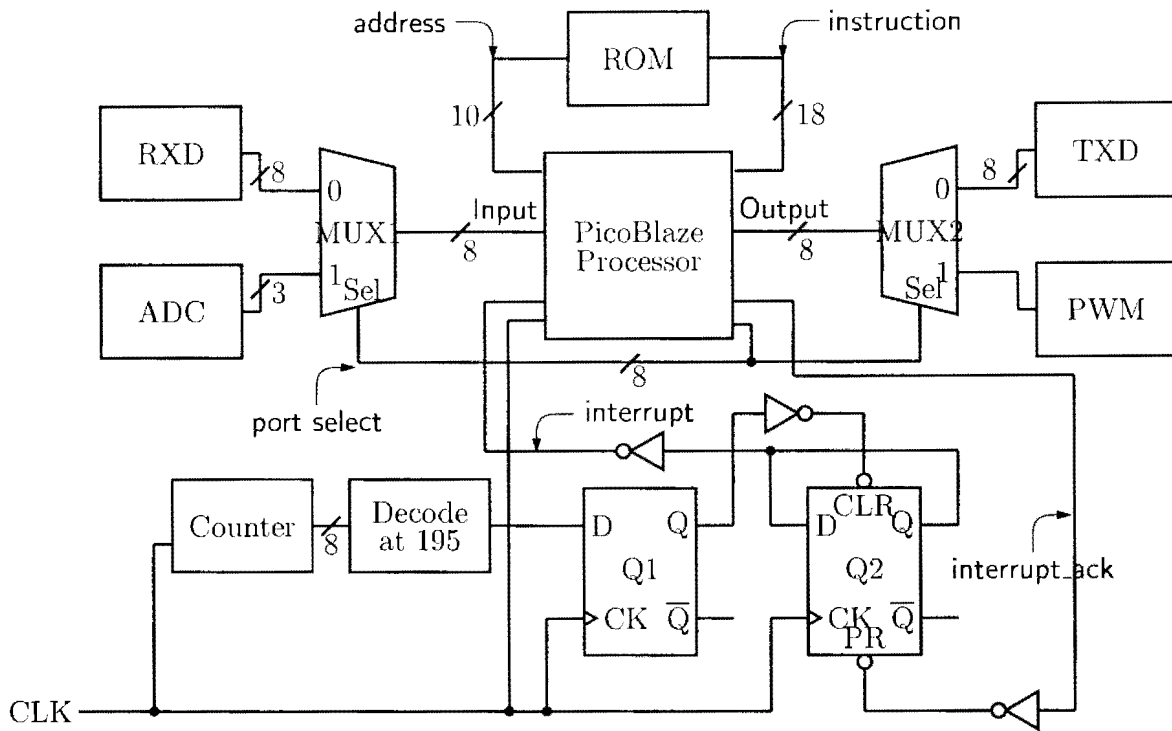 address
instruction
ROM
10
18
RXD
8
0
MUX1
1
Sel
ADC
3
Input
8
PicoBlaze
Processor
Output
8
MUX2
0
1
Sel
8
TXD
PWM
8
port select
interrupt
Counter
8
Decode
at 195
D
Q
Q1
CK
Q
D
CLR
Q
Q2
CK
Q
PR
interrupt_ack
CLK